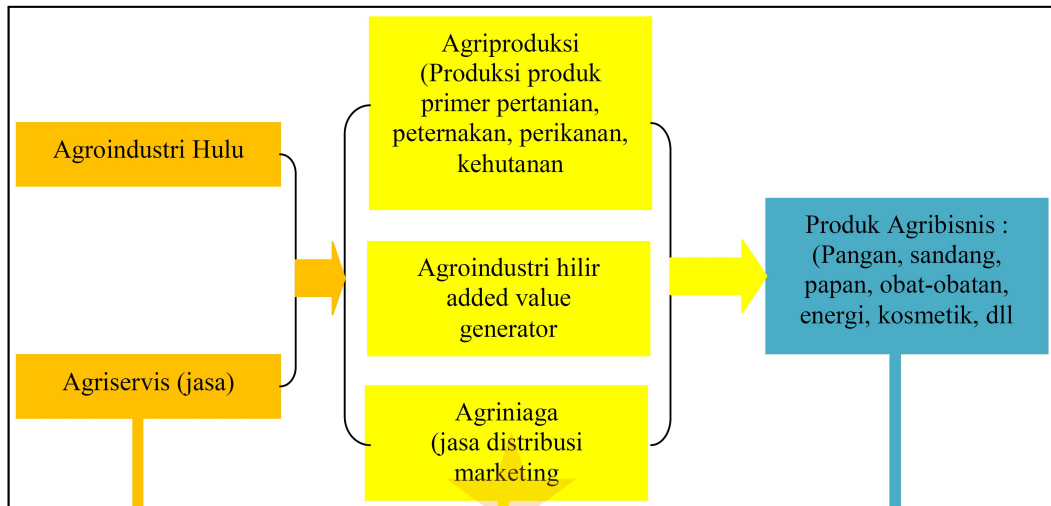 Agroindustri Hulu
Agriservis (jasa)
Agriproduksi
(Produksi produk
primer pertanian,
peternakan, perikanan,
kehutanan
Agroindustri hilir
added value
generator
Agriniaga
(jasa distribusi
marketing
Produk Agribisnis :
(Pangan, sandang,
papan, obat-obatan,
energi, kosmetik, dll